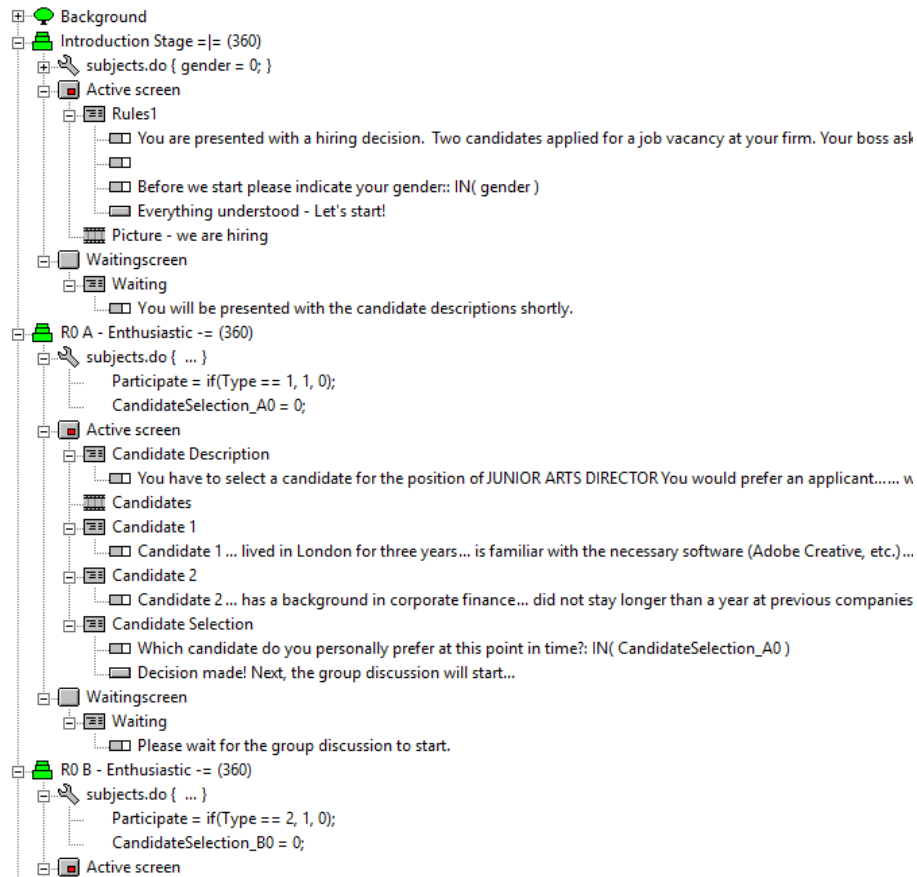 Background
Introduction Stage =|= (360)
subjects.do { gender = 0; }
Active screen
Rules1
You are presented with a hiring decision.  Two candidates applied for a job vacancy at your firm. Your boss ask
Before we start please indicate your gender:: IN( gender )
Everything understood - Let's start!
Picture - we are hiring
Waitingscreen
Waiting
You will be presented with the candidate descriptions shortly.
R0 A - Enthusiastic -= (360)
subjects.do {  ... }
Participate = if(Type == 1, 1, 0);
CandidateSelection_A0 = 0;
Active screen
Candidate Description
You have to select a candidate for the position of JUNIOR ARTS DIRECTOR You would prefer an applicant...... w
Candidates
Candidate 1
Candidate 1 ... lived in London for three years... is familiar with the necessary software (Adobe Creative, etc.)...
Candidate 2
Candidate 2 ... has a background in corporate finance... did not stay longer than a year at previous companies
Candidate Selection
Which candidate do you personally prefer at this point in time?: IN( CandidateSelection_A0 )
Decision made! Next, the group discussion will start...
Waitingscreen
Waiting
Please wait for the group discussion to start.
R0 B - Enthusiastic -= (360)
subjects.do {  ... }
Participate = if(Type == 2, 1, 0);
CandidateSelection_B0 = 0;
Active screen